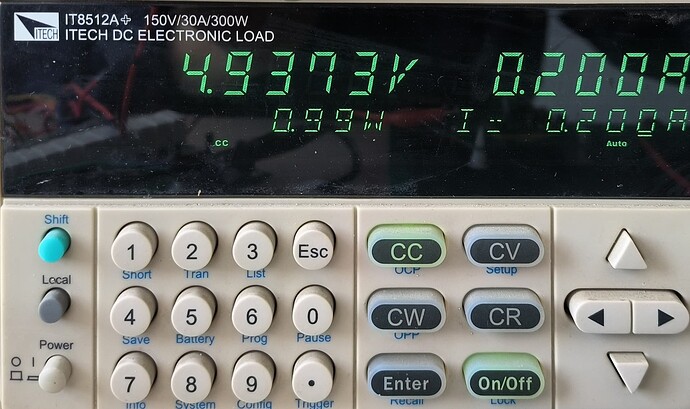 IT8512A+ 150V/30A/300W
ITECH ITECH DC ELECTRONIC LOAD
4.9373V 0.200A
0.99W I= 0.200A
CC Auto
Shift
1 2 3 Esc CC CV
Short Tran List OCP Setup
Local
4 5 6 0 CW CR
Save Battery Prog Pause OPP
Power
7 8 9 . Enter On/Off
Info System Config Trigger Recall Lock